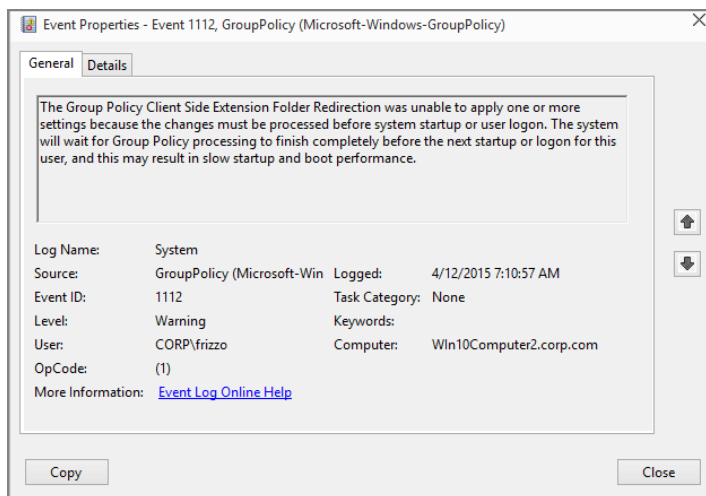 Event Properties - Event 1112, GroupPolicy (Microsoft-Windows-GroupPolicy)
General Details
The Group Policy Client Side Extension Folder Redirection was unable to apply one or more
settings because the changes must be processed before system startup or user logon. The system
will wait for Group Policy processing to finish completely before the next startup or logon for this
user, and this may result in slow startup and boot performance.
Log Name: System
Source: GroupPolicy (Microsoft-Win Logged: 4/12/2015 7:10:57 AM
Event ID: 1112 Task Category: None
Level: Warning Keywords:
User: CORP\frizzo Computer: WIn10Computer2.corp.com
OpCode: (1)
More Information: Event Log Online Help
Copy Close